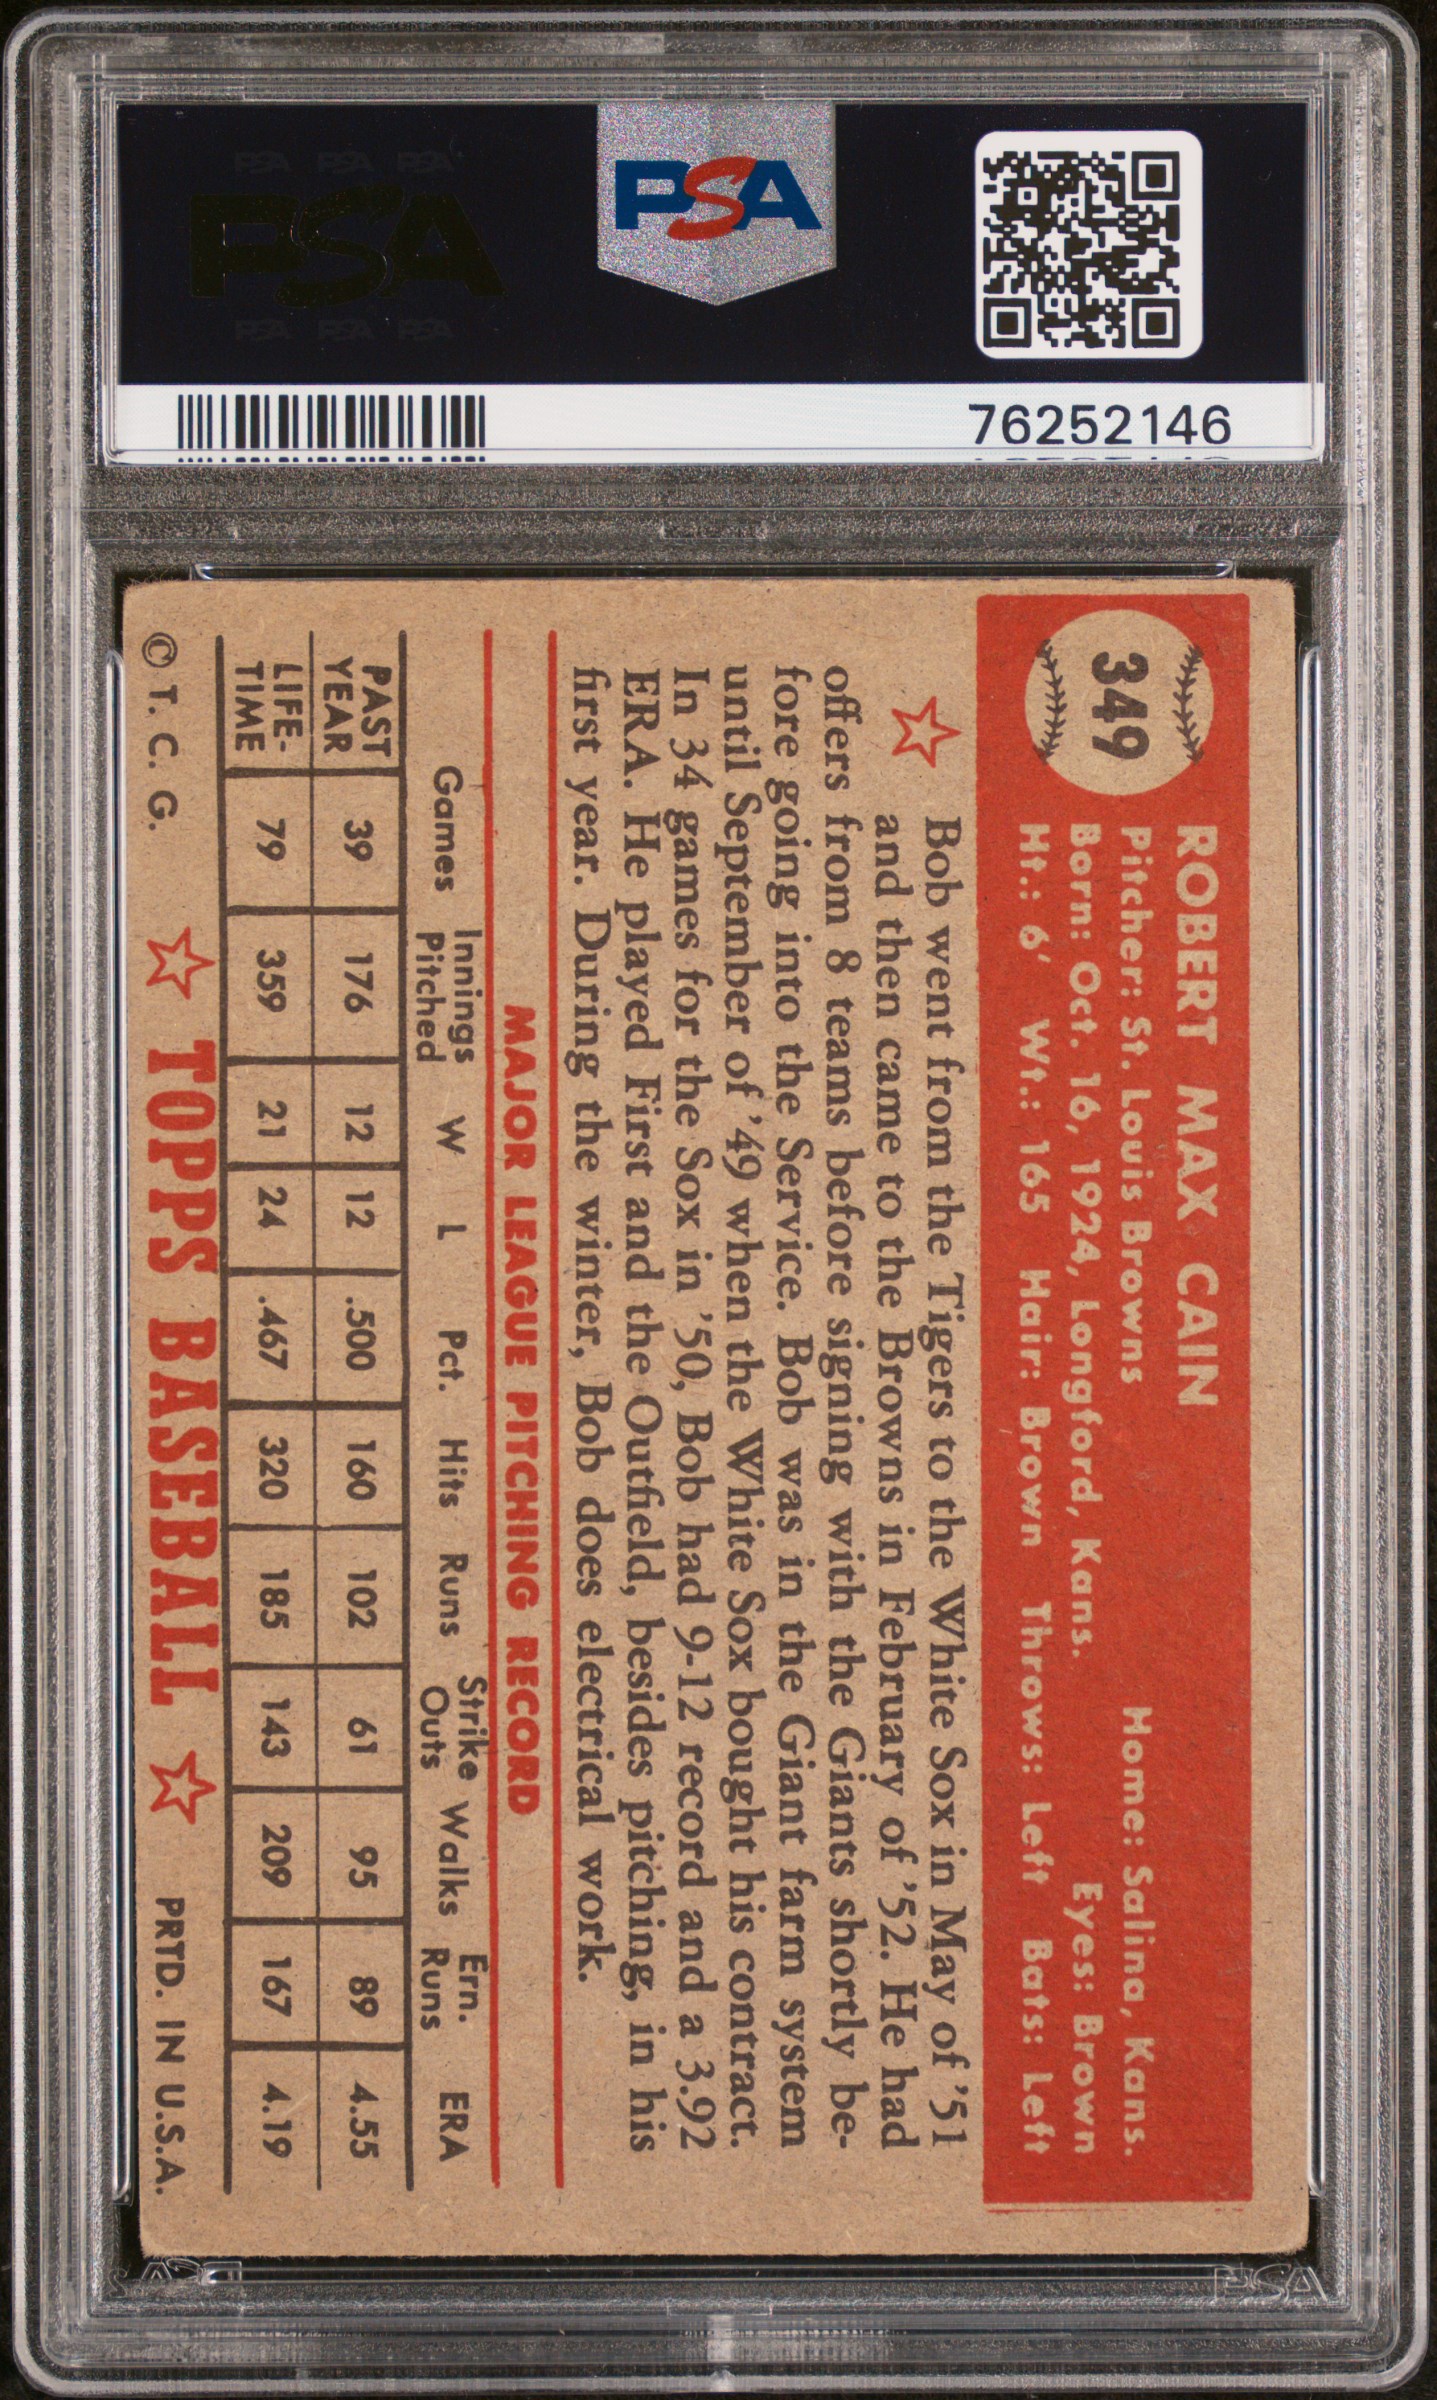 PSA PSA PSA
PSA
PSA PSA PSA
PSA
76252146
349
ROBERT MAX CAIN
Pitcher: St. Louis Browns Home: Salina, Kans.
Born: Oct. 16, 1924, Longford, Kans. Eyes: Brown
Ht.: 6' Wt.: 165 Hair: Brown Throws: Left Bats: Left
Bob went from the Tigers to the White Sox in May of '51
and then came to the Browns in February of '52. He had
offers from 8 teams before signing with the Giants shortly be-
fore going into the Service. Bob was in the Giant farm system
until September of '49 when the White Sox bought his contract.
In 34 games for the Sox in '50, Bob had 9-12 record and a 3.92
ERA. He played First and the Outfield, besides pitching, in his
first year. During the winter, Bob does electrical work.
MAJOR LEAGUE PITCHING RECORD
Games Innings Pitched W L Pct. Hits Runs Strike Outs Walks Ern. Runs ERA
PAST YEAR 39 176 12 12 .500 160 102 61 95 89 4.55
LIFE-TIME 79 359 21 24 .467 320 185 143 209 167 4.19
© T. C. G. ☆ TOPPS BASEBALL ☆ PRTD. IN U.S.A.
PSA
PSA